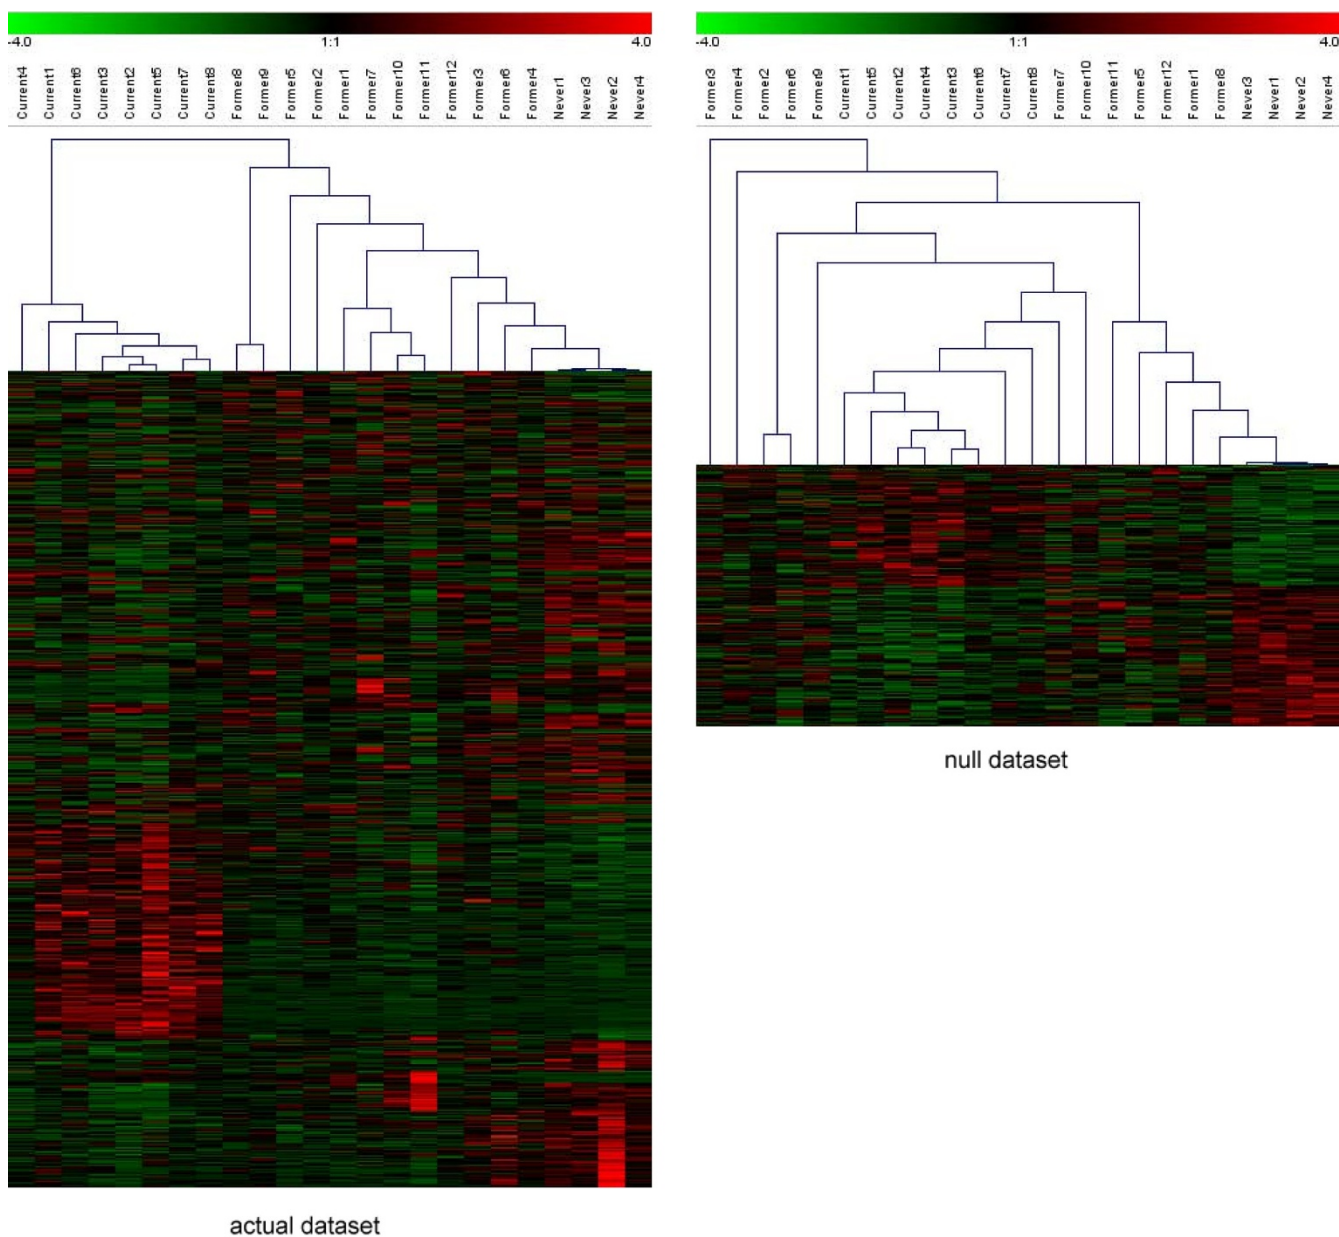 -4.0 1:1 4.0
Current4 Current1 Current6 Current3 Current2 Current5 Current7 Current8 Former8 Former9 Former5 Former2 Former1 Former7 Former10 Former11 Former12 Former3 Former6 Former4 Never1 Never3 Never2 Never4
actual dataset
-4.0 1:1 4.0
Former3 Former4 Former2 Former6 Former9 Current1 Current5 Current2 Current4 Current3 Current6 Current7 Current8 Former7 Former10 Former11 Former5 Former12 Former1 Former8 Never3 Never1 Never2 Never4
null dataset